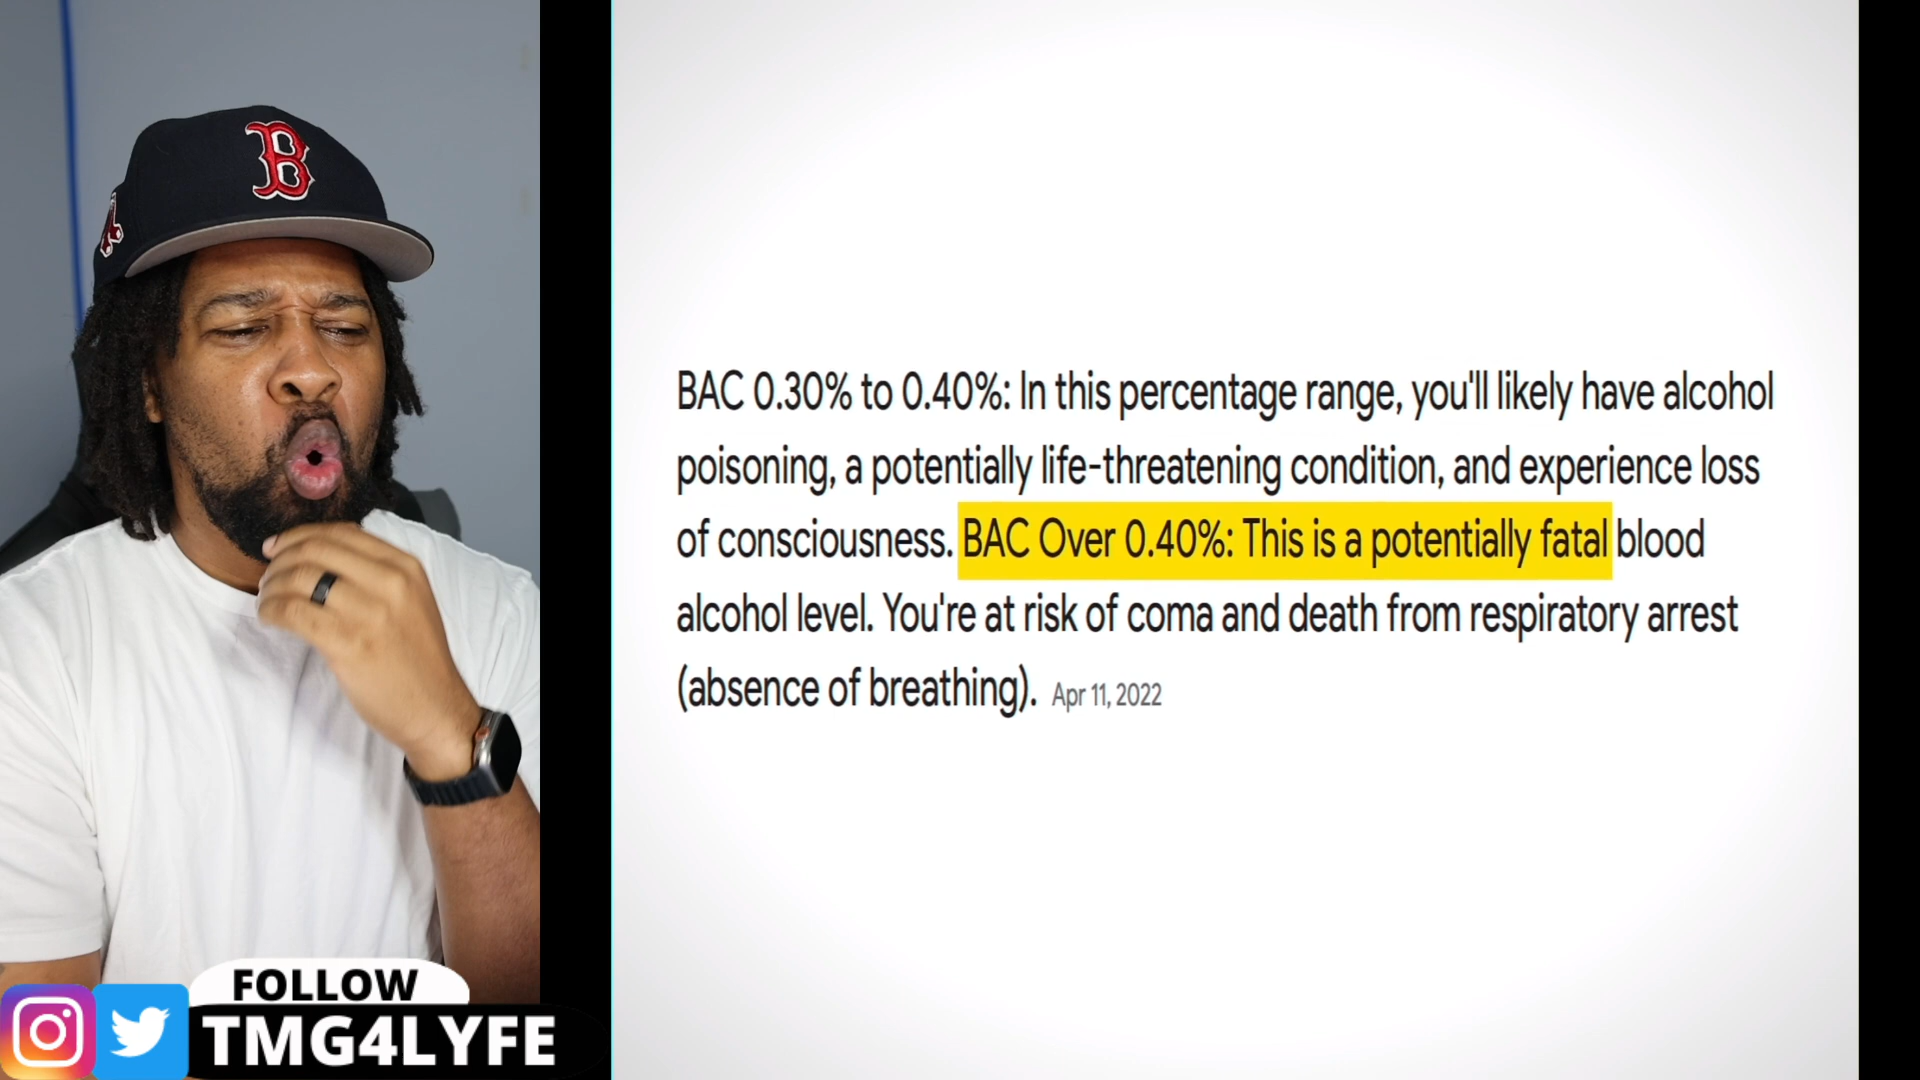 B
BAC 0.30% to 0.40%: In this percentage range, you'll likely have alcohol
poisoning, a potentially life-threatening condition, and experience loss
of consciousness. BAC Over 0.40%: This is a potentially fatal blood
alcohol level. You're at risk of coma and death from respiratory arrest
(absence of breathing). Apr 11, 2022
FOLLOW
TMG4LYFE